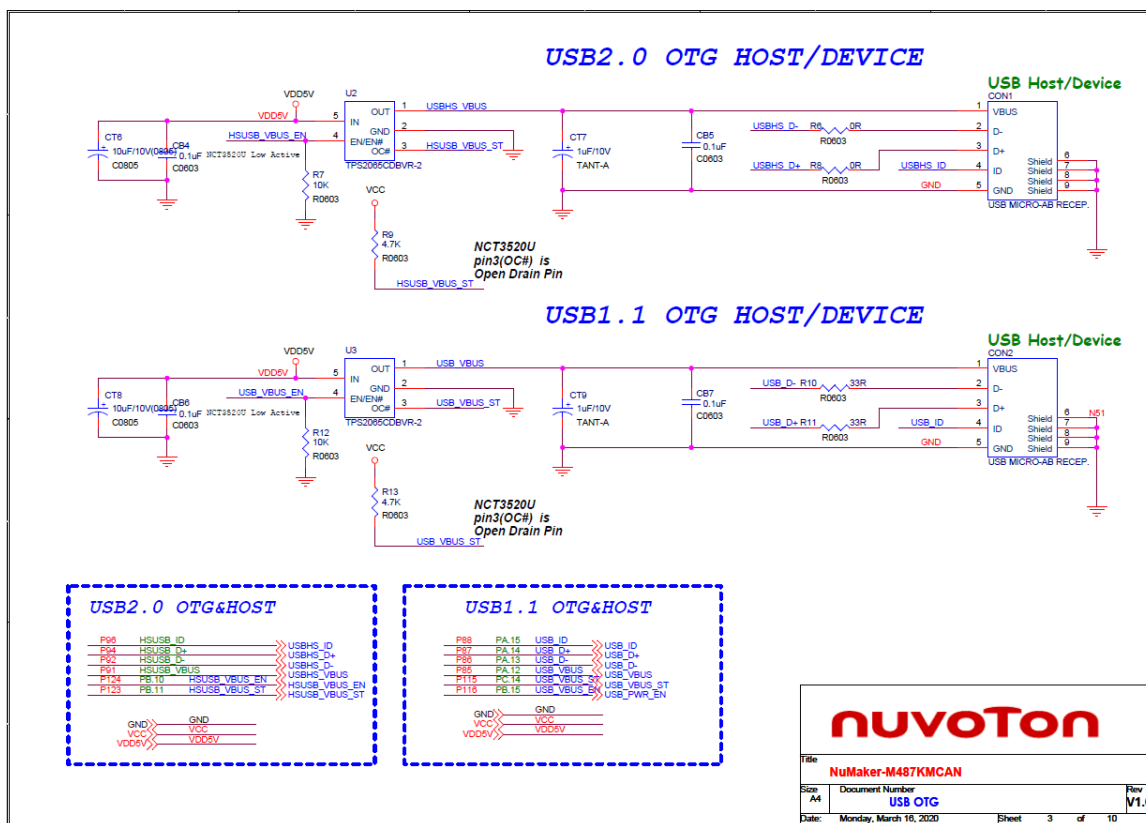 USB2.0 OTG HOST/DEVICE
USB Host/Device
CON1
VDD5V
VDD5V
U2
5 IN
OUT 1 USBHS_VBUS
HSUSB_VBUS_EN 4 EN/EN#
GND 2
OC# 3 HSUSB_VBUS_ST
TPS2065CDBVR-2
CT6
10uF/10V(0805)
C0805
CB4
0.1uF
C0603
NCT3520U Low Active
R7
10K
R0603
VCC
R9
4.7K
R0603
HSUSB_VBUS_ST
NCT3520U
pin3(OC#) is
Open Drain Pin
CT7
1uF/10V
TANT-A
CB5
0.1uF
C0603
USBHS_D- R6 0R
R0603
USBHS_D+ R8 0R
R0603
USBHS_ID
GND
1 VBUS
2 D-
3 D+
4 ID
5 GND
Shield 6
Shield 7
Shield 8
Shield 9
USB MICRO-AB RECEP.
USB1.1 OTG HOST/DEVICE
USB Host/Device
CON2
VDD5V
VDD5V
U3
5 IN
OUT 1 USB_VBUS
USB_VBUS_EN 4 EN/EN#
GND 2
OC# 3 USB_VBUS_ST
TPS2065CDBVR-2
CT8
10uF/10V(0805)
C0805
CB6
0.1uF
C0603
NCT3520U Low Active
R12
10K
R0603
VCC
R13
4.7K
R0603
USB_VBUS_ST
NCT3520U
pin3(OC#) is
Open Drain Pin
CT9
1uF/10V
TANT-A
CB7
0.1uF
C0603
USB_D- R10 33R
R0603
USB_D+ R11 33R
R0603
USB_ID
GND
1 VBUS
2 D-
3 D+
4 ID
5 GND
Shield 6 N51
Shield 7
Shield 8
Shield 9
USB MICRO-AB RECEP.
USB2.0 OTG&HOST
P96 HSUSB_ID USBHS_ID
P94 HSUSB_D+ USBHS_D+
P92 HSUSB_D- USBHS_D-
P91 HSUSB_VBUS USBHS_VBUS
P124 PB.10 HSUSB_VBUS_EN HSUSB_VBUS_EN
P123 PB.11 HSUSB_VBUS_ST HSUSB_VBUS_ST
GND GND
VCC VCC
VDD5V VDD5V
USB1.1 OTG&HOST
P88 PA.15 USB_ID USB_ID
P87 PA.14 USB_D+ USB_D+
P86 PA.13 USB_D- USB_D-
P85 PA.12 USB_VBUS USB_VBUS
P115 PC.14 USB_VBUS_ST USB_VBUS_ST
P116 PB.15 USB_VBUS_EN USB_PWR_EN
GND GND
VCC VCC
VDD5V VDD5V
nuvoTon
Title
NuMaker-M487KMCAN
Size
A4
Document Number
USB OTG
Rev
Date: Monday, March 16, 2020 Sheet 3 of 10